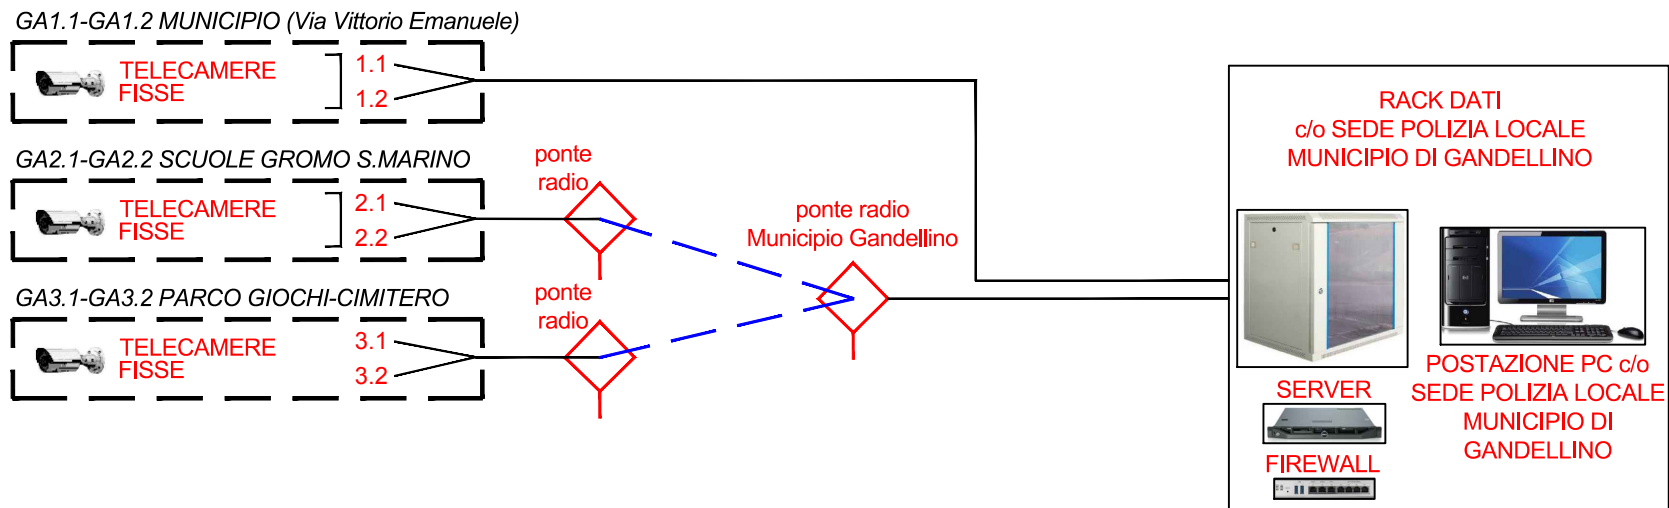 GA1.1-GA1.2 MUNICIPIO (Via Vittorio Emanuele)
TELECAMERE
FISSE
1.1
1.2
GA2.1-GA2.2 SCUOLE GROMO S.MARINO
TELECAMERE
FISSE
2.1
2.2
ponte
radio
GA3.1-GA3.2 PARCO GIOCHI-CIMITERO
TELECAMERE
FISSE
3.1
3.2
ponte
radio
ponte radio
Municipio Gandellino
RACK DATI
c/o SEDE POLIZIA LOCALE
MUNICIPIO DI GANDELLINO
SERVER
FIREWALL
POSTAZIONE PC c/o
SEDE POLIZIA LOCALE
MUNICIPIO DI
GANDELLINO